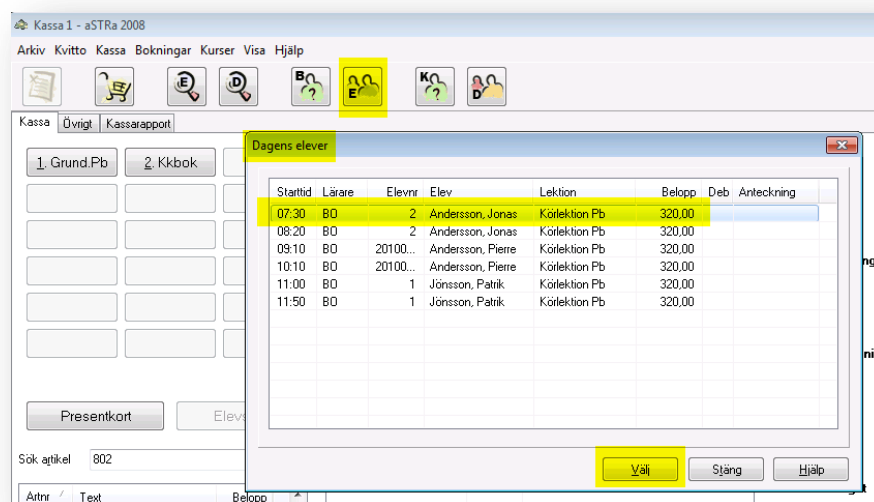 Kassa 1 - aSTRa 2008
Arkiv Kvitto Kassa Bokningar Kurser Visa Hjälp
E D B ? E K ? D
Kassa Övrigt Kassarapport
1. Grund.Pb 2. Kkbok
Dagens elever
Starttid Lärare Elevnr Elev Lektion Belopp Deb Anteckning
07:30 BO 2 Andersson, Jonas Körlektion Pb 320,00
08:20 BO 2 Andersson, Jonas Körlektion Pb 320,00
09:10 BO 20100... Andersson, Pierre Körlektion Pb 320,00
10:10 BO 20100... Andersson, Pierre Körlektion Pb 320,00
11:00 BO 1 Jönsson, Patrik Körlektion Pb 320,00
11:50 BO 1 Jönsson, Patrik Körlektion Pb 320,00
Presentkort Elevs
Välj Stäng Hjälp
Sök artikel 802
Artnr Text Belopp